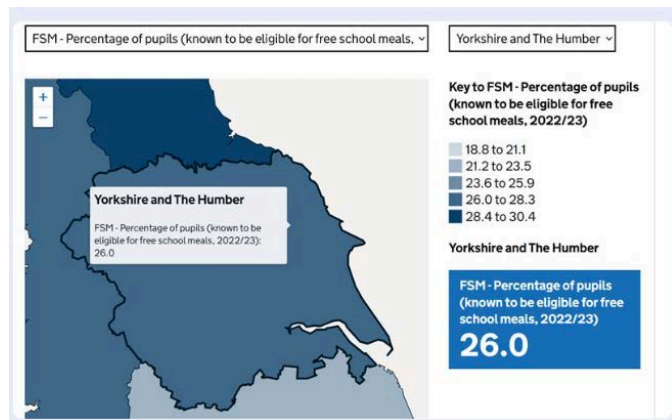 FSM - Percentage of pupils (known to be eligible for free school meals,
Yorkshire and The Humber
+
−
Yorkshire and The Humber
FSM - Percentage of pupils (known to be
eligible for free school meals, 2022/23):
26.0
Key to FSM - Percentage of pupils
(known to be eligible for free
school meals, 2022/23)
18.8 to 21.1
21.2 to 23.5
23.6 to 25.9
26.0 to 28.3
28.4 to 30.4
Yorkshire and The Humber
FSM - Percentage of pupils
(known to be eligible for free
school meals, 2022/23)
26.0